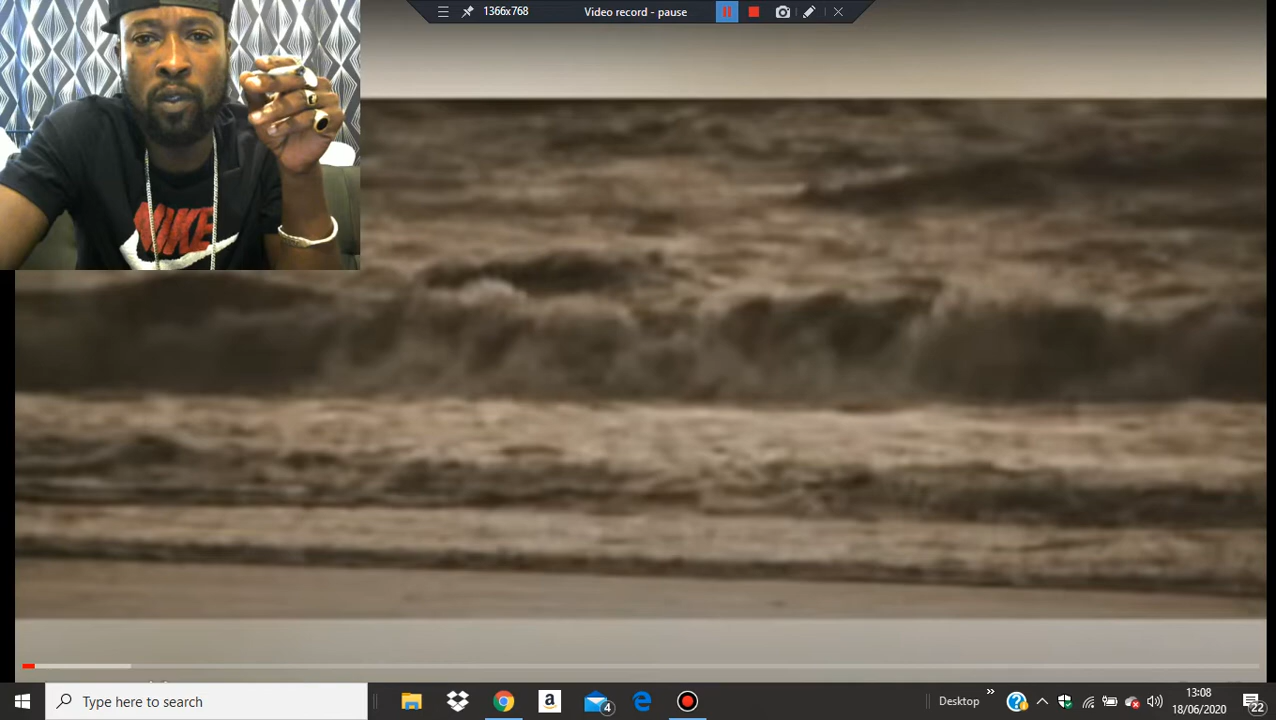 1366x768
Video record - pause
NIKE
Type here to search
a
4
Desktop
13:08
18/06/2020
22